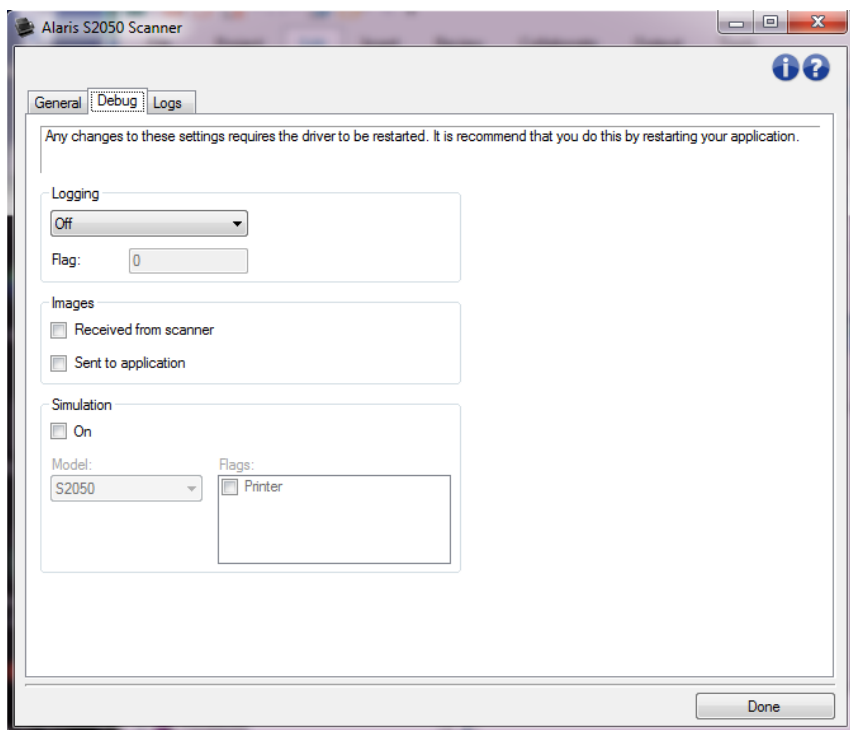 Alaris S2050 Scanner
General Debug Logs
Any changes to these settings requires the driver to be restarted. It is recommend that you do this by restarting your application.
Logging
Off
Flag: 0
Images
Received from scanner
Sent to application
Simulation
On
Model: Flags:
S2050 Printer
Done